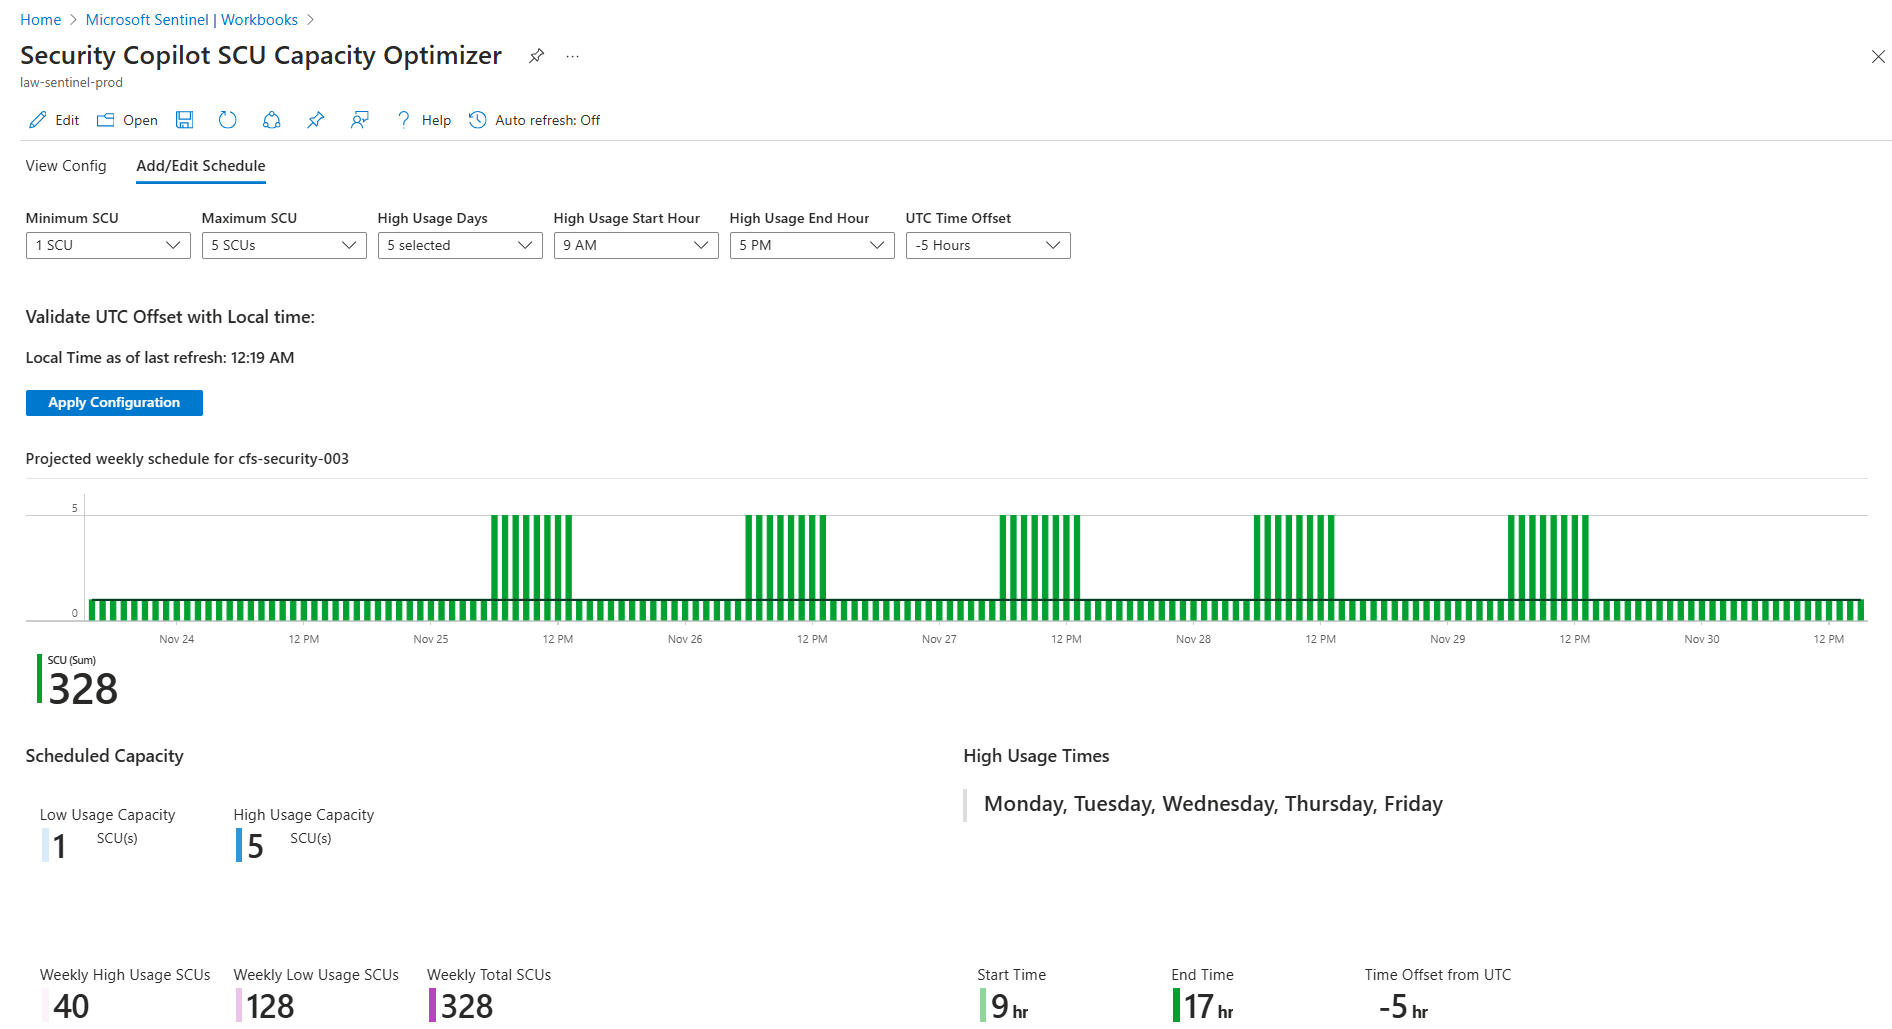 Home > Microsoft Sentinel | Workbooks >
Security Copilot SCU Capacity Optimizer ...
law-sentinel-prod
Edit Open Help Auto refresh: Off
View Config Add/Edit Schedule
Minimum SCU Maximum SCU High Usage Days High Usage Start Hour High Usage End Hour UTC Time Offset
1 SCU 5 SCUs 5 selected 9 AM 5 PM -5 Hours
Validate UTC Offset with Local time:
Local Time as of last refresh: 12:19 AM
Apply Configuration
Projected weekly schedule for cfs-security-003
5
0
Nov 24 12 PM Nov 25 12 PM Nov 26 12 PM Nov 27 12 PM Nov 28 12 PM Nov 29 12 PM Nov 30 12 PM
SCU (Sum)
328
Scheduled Capacity High Usage Times
Monday, Tuesday, Wednesday, Thursday, Friday
Low Usage Capacity High Usage Capacity
1 SCU(s) 5 SCU(s)
Weekly High Usage SCUs Weekly Low Usage SCUs Weekly Total SCUs Start Time End Time Time Offset from UTC
40 128 328 9 hr 17 hr -5 hr